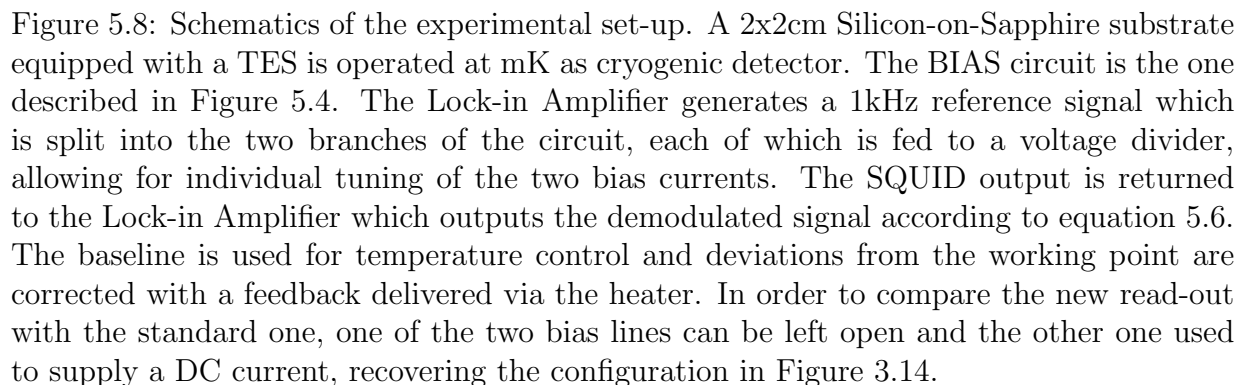 Figure 5.8: Schematics of the experimental set-up. A 2x2cm Silicon-on-Sapphire substrate
equipped with a TES is operated at mK as cryogenic detector. The BIAS circuit is the one
described in Figure 5.4. The Lock-in Amplifier generates a 1kHz reference signal which
is split into the two branches of the circuit, each of which is fed to a voltage divider,
allowing for individual tuning of the two bias currents. The SQUID output is returned
to the Lock-in Amplifier which outputs the demodulated signal according to equation 5.6.
The baseline is used for temperature control and deviations from the working point are
corrected with a feedback delivered via the heater. In order to compare the new read-out
with the standard one, one of the two bias lines can be left open and the other one used
to supply a DC current, recovering the configuration in Figure 3.14.